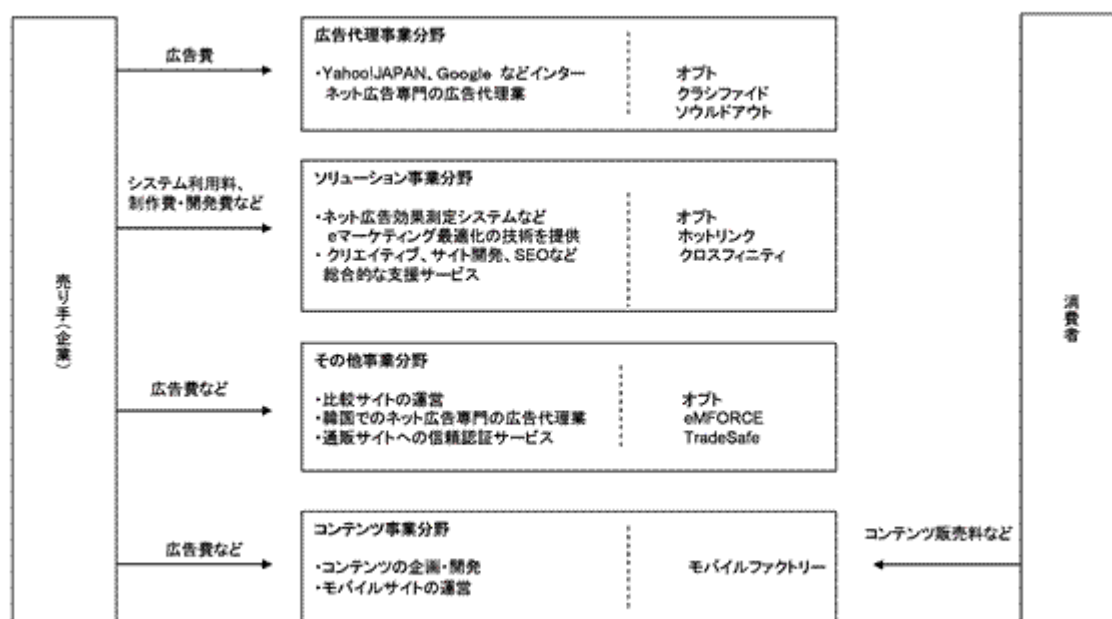 広告代理事業分野
広告費
・Yahoo!JAPAN、Google などインター
ネット広告専門の広告代理業
オプト
クラシファイド
ソウルドアウト
ソリューション事業分野
システム利用料、
制作費・開発費など
・ネット広告効果測定システムなど
eマーケティング最適化の技術を提供
・クリエイティブ、サイト開発、SEOなど
総合的な支援サービス
オプト
ホットリンク
クロスフィニティ
売り手(企業)
消費者
その他事業分野
広告費など
・比較サイトの運営
・韓国でのネット広告専門の広告代理業
・通販サイトへの信頼認証サービス
オプト
eMFORCE
TradeSafe
コンテンツ事業分野
広告費など
・コンテンツの企画・開発
・モバイルサイトの運営
モバイルファクトリー
コンテンツ販売料など